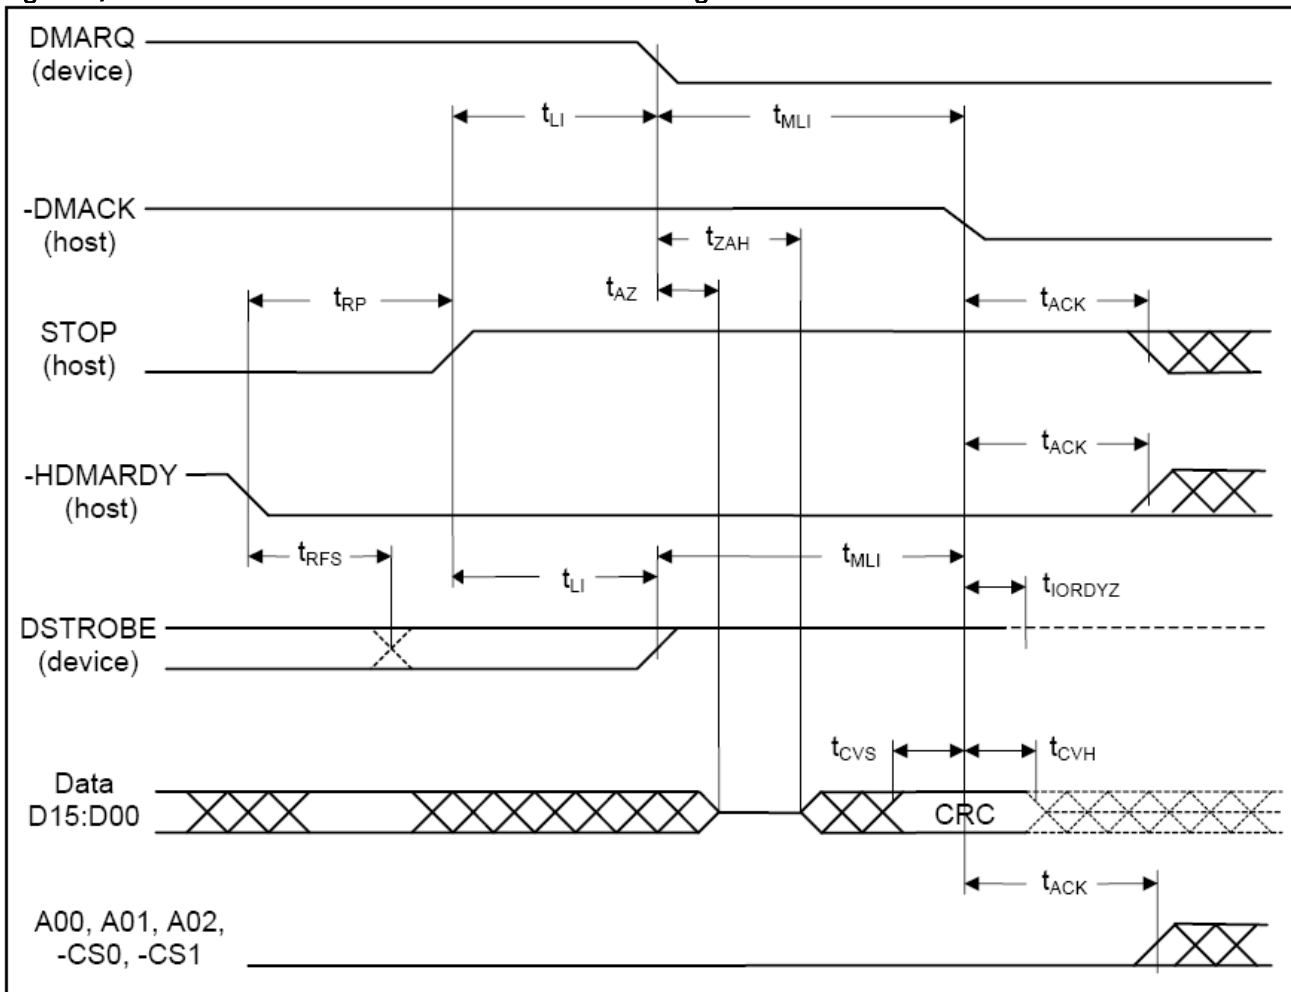 DMARQ
(device)
tLI
tMLI
-DMACK
(host)
tZAH
tAZ
tRP
tACK
STOP
(host)
tACK
-HDMARDY
(host)
tRFS
tMLI
tLI
tIORDYZ
DSTROBE
(device)
tCVS
tCVH
Data
D15:D00
CRC
tACK
A00, A01, A02,
-CS0, -CS1